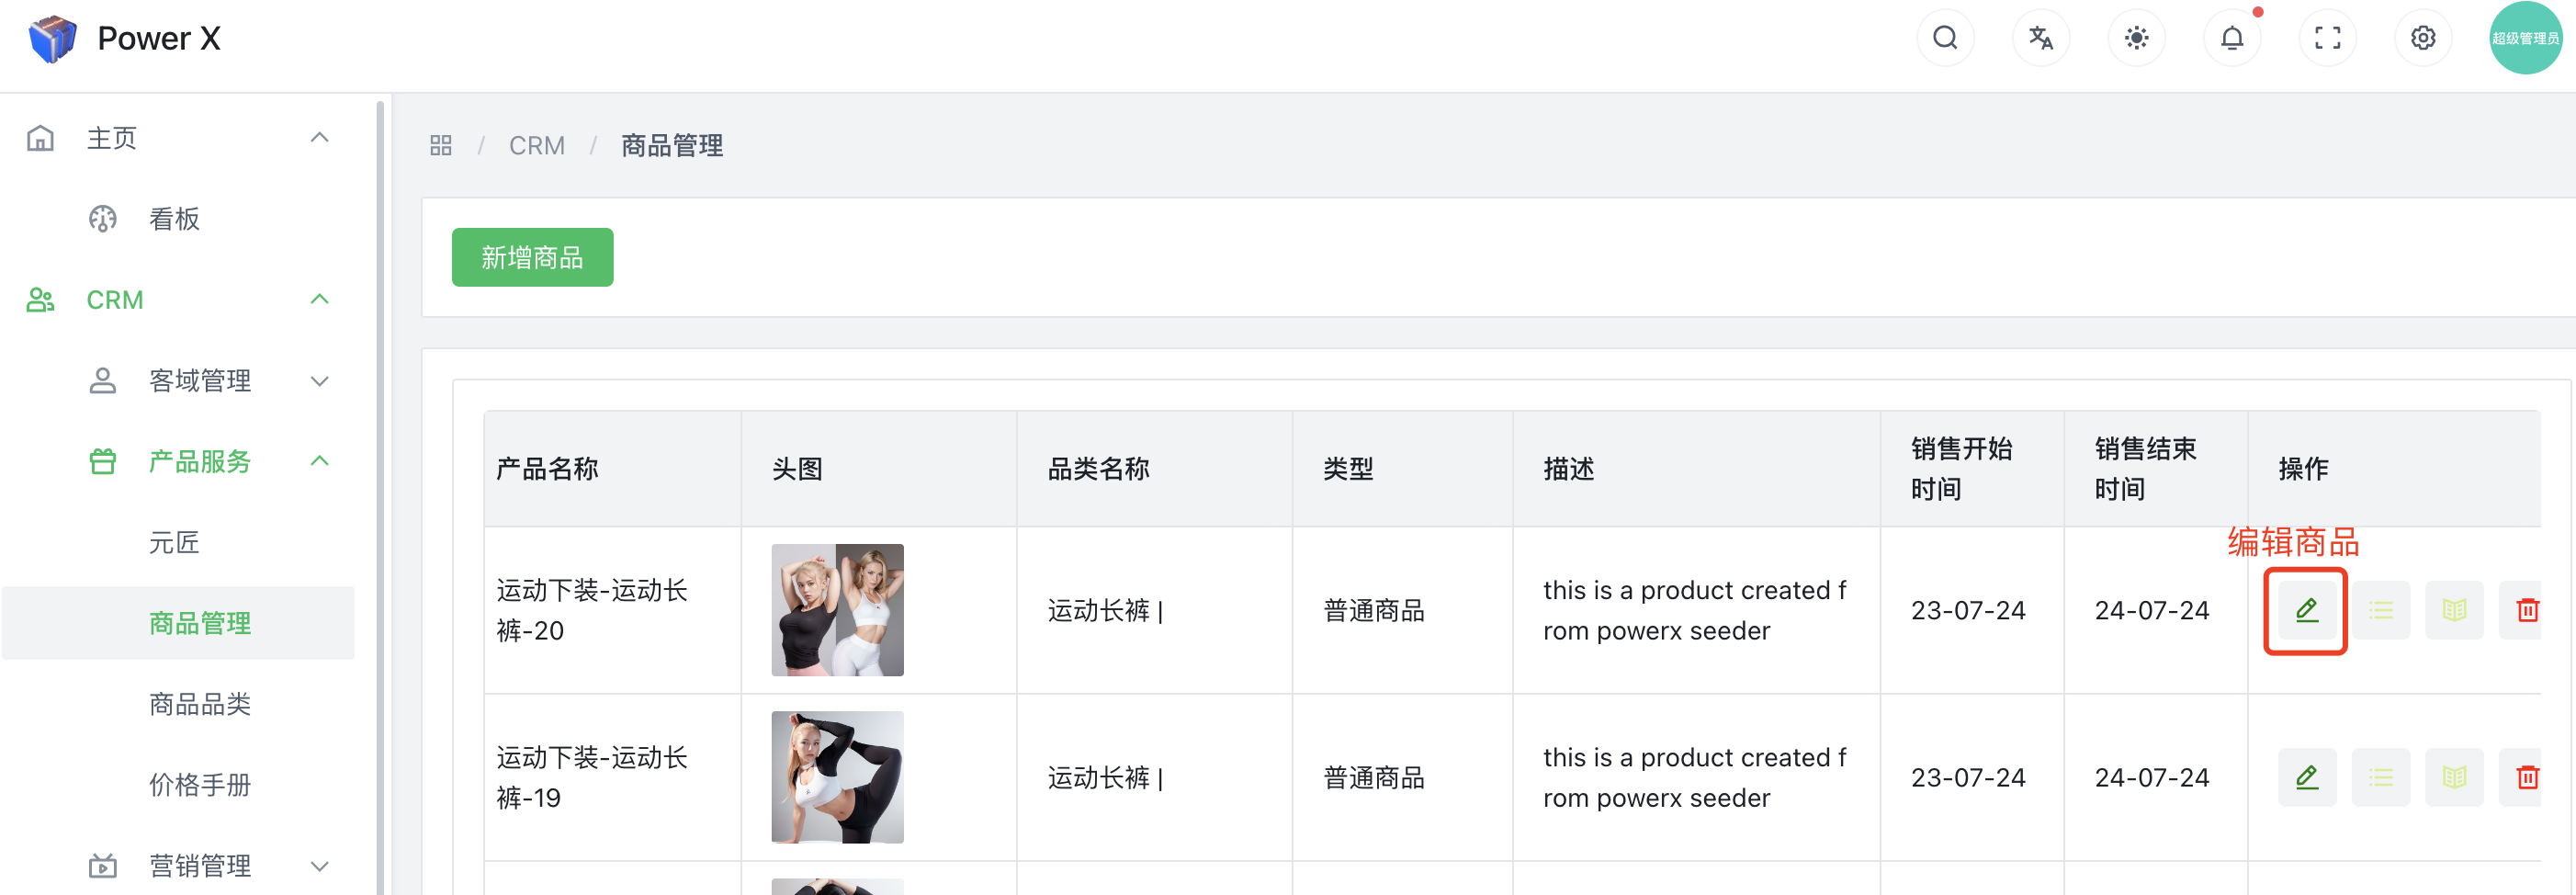 Power X
超级管理员
主页
看板
CRM
客域管理
产品服务
元匠
商品管理
商品品类
价格手册
营销管理
/ CRM / 商品管理
新增商品
产品名称
头图
品类名称
类型
描述
销售开始
时间
销售结束
时间
操作
编辑商品
运动下装-运动长
裤-20
运动长裤 |
普通商品
this is a product created f
rom powerx seeder
23-07-24
24-07-24
运动下装-运动长
裤-19
运动长裤 |
普通商品
this is a product created f
rom powerx seeder
23-07-24
24-07-24